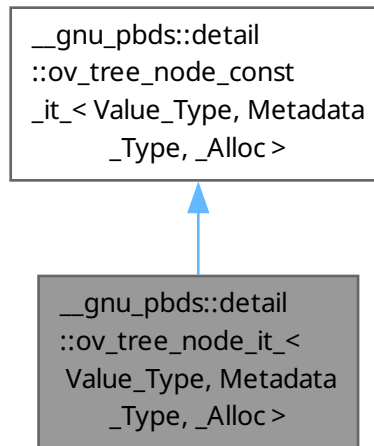 __gnu_pbds::detail
::ov_tree_node_const
_it_< Value_Type, Metadata
_Type, _Alloc >
__gnu_pbds::detail
::ov_tree_node_it_<
Value_Type, Metadata
_Type, _Alloc >